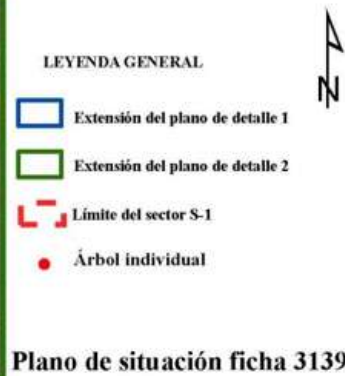 N
LEYENDA GENERAL
Extensión del plano de detalle 1
Extensión del plano de detalle 2
Límite del sector S-1
Árbol individual
Plano de situación ficha 3139